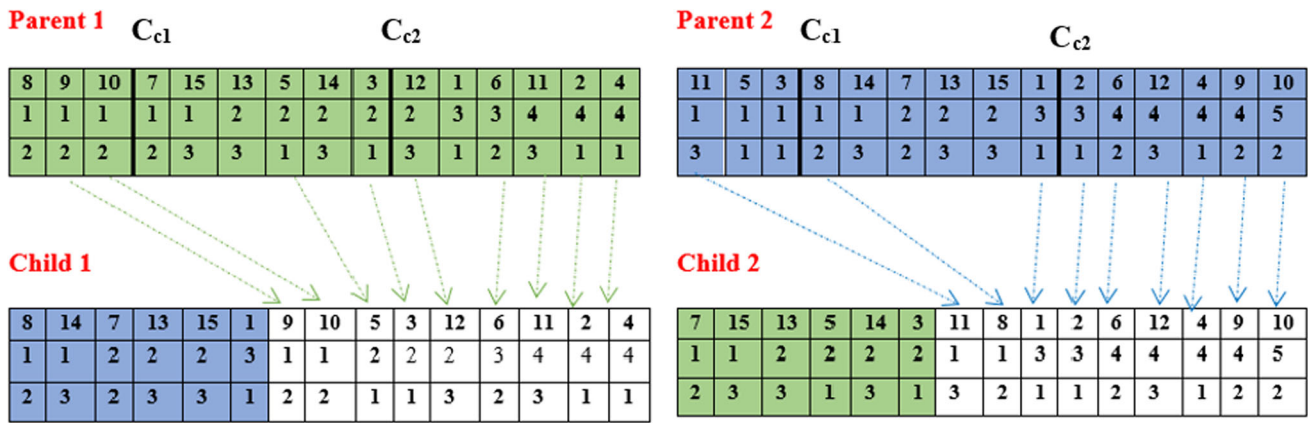 Parent 1
C_c1
C_c2
Parent 2
C_c1
C_c2
8 9 10 7 15 13 5 14 3 12 1 6 11 2 4
1 1 1 1 1 2 2 2 2 2 3 3 4 4 4
2 2 2 2 3 3 1 3 1 3 1 2 3 1 1
11 5 3 8 14 7 13 15 1 2 6 12 4 9 10
1 1 1 1 1 2 2 2 3 3 4 4 4 4 5
3 1 1 2 3 2 3 3 1 1 2 3 1 2 2
Child 1
Child 2
8 14 7 13 15 1 9 10 5 3 12 6 11 2 4
1 1 2 2 2 3 1 1 2 2 2 3 4 4 4
2 3 2 3 3 1 2 2 1 1 3 2 3 1 1
7 15 13 5 14 3 11 8 1 2 6 12 4 9 10
1 1 2 2 2 2 1 1 3 3 4 4 4 4 5
2 3 3 1 3 1 3 2 1 1 2 3 1 2 2